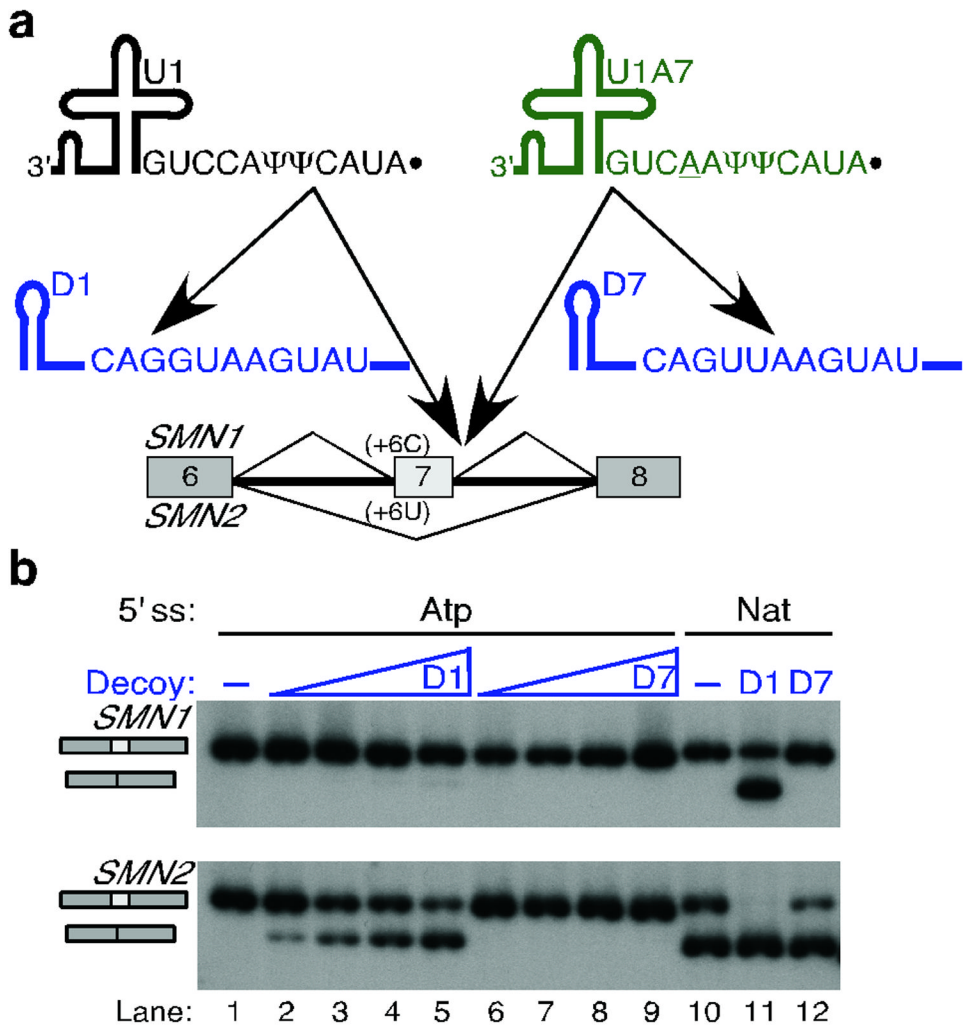 a
U1
U1A7
3'
GUCCAΨΨCAUA•
3'
GUCAAΨΨCAUA•
D1
D7
CAGGUAAGUAU
CAGUUAAGUAU
SMN1
(+6C)
6
7
8
SMN2
(+6U)
b
5' ss:
Atp
Nat
Decoy:
–
D1
D7
–
D1
D7
SMN1
SMN2
Lane:
1 2 3 4 5 6 7 8 9 10 11 12